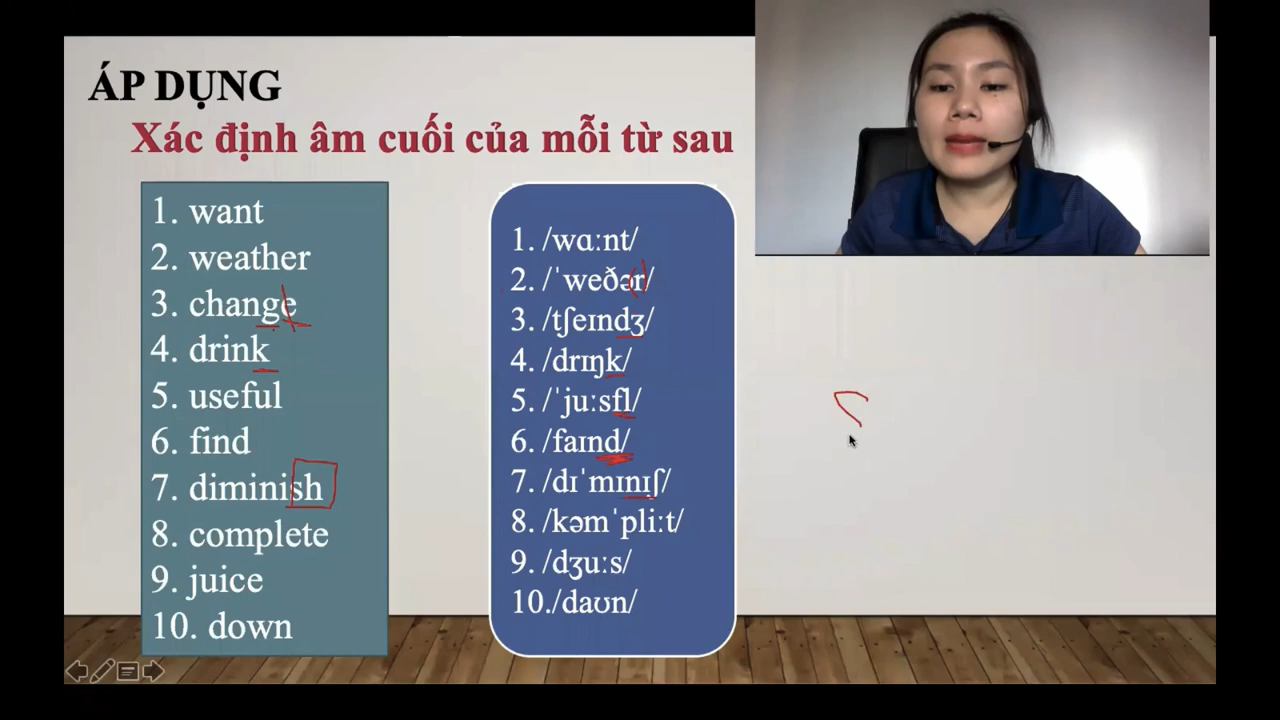 ÁP DỤNG
Xác định âm cuối của mỗi từ sau
1. want
2. weather
3. change
4. drink
5. useful
6. find
7. diminish
8. complete
9. juice
10. down
1. /wɑːnt/
2. /ˈweðər/
3. /tʃeɪndʒ/
4. /drɪŋk/
5. /ˈjuːsfl/
6. /faɪnd/
7. /dɪˈmɪnɪʃ/
8. /kəmˈpliːt/
9. /dʒuːs/
10./daʊn/